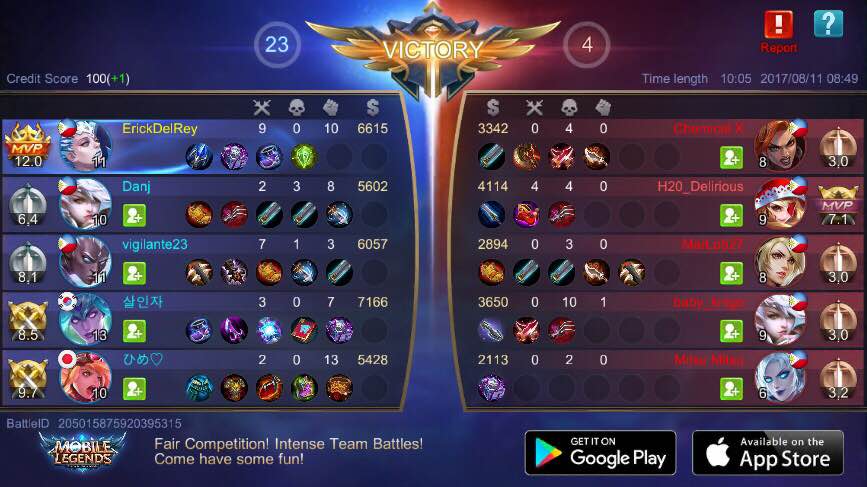 23
VICTORY
4
Report
Credit Score 100(+1)
Time length 10:05 2017/08/11 08:49
MVP 12.0 11 ErickDelRey 9 0 10 6615
3342 0 4 0 Chemical X 8 3,0
6,4 10 Danj 2 3 8 5602
4114 4 4 0 H20_Delirious 9 MVP 7.1
8,1 11 vigilante23 7 1 3 6057
2894 0 3 0 8 3,0
8.5 13 살인자 3 0 7 7166
3650 0 10 1 9 3,0
9.7 10 ひめ♡ 2 0 13 5428
2113 0 2 0 Mitsu Mitsu 6 3,2
BattleID 205015875920395315
MOBILE LEGENDS
Fair Competition! Intense Team Battles!
Come have some fun!
GET IT ON
Google Play
Available on the
App Store